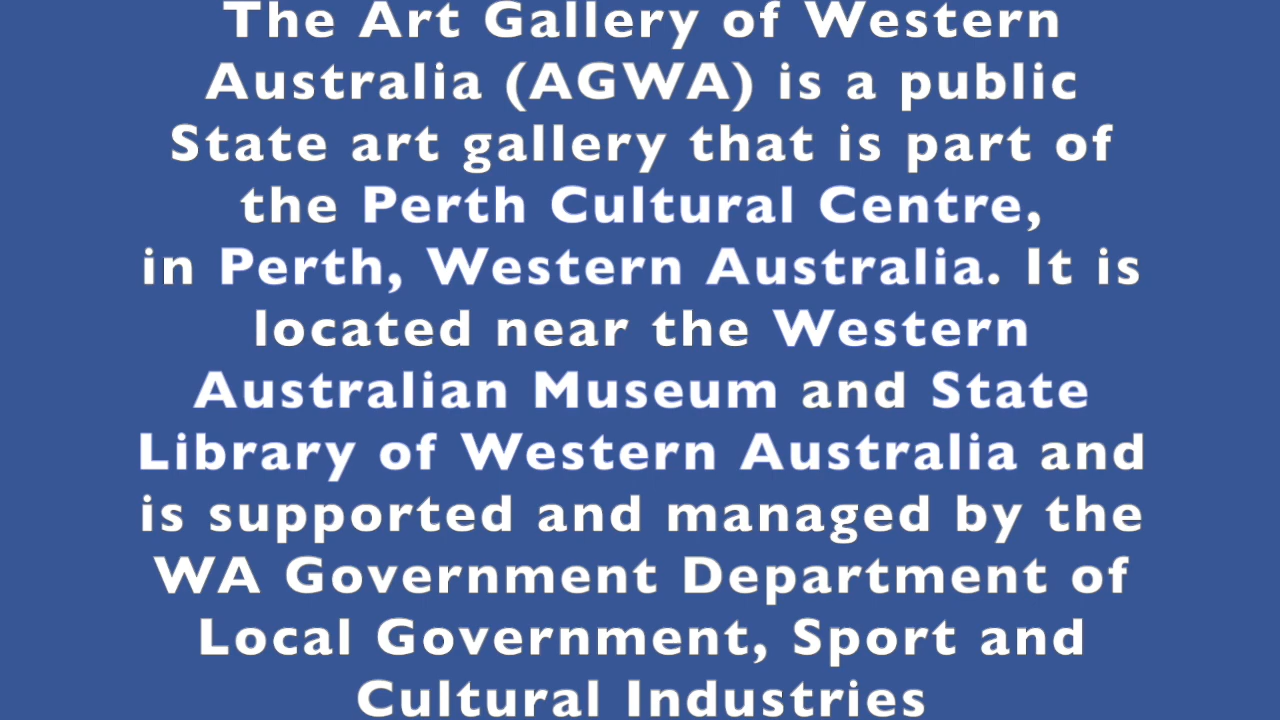 The Art Gallery of Western
Australia (AGWA) is a public
State art gallery that is part of
the Perth Cultural Centre,
in Perth, Western Australia. It is
located near the Western
Australian Museum and State
Library of Western Australia and
is supported and managed by the
WA Government Department of
Local Government, Sport and
Cultural Industries